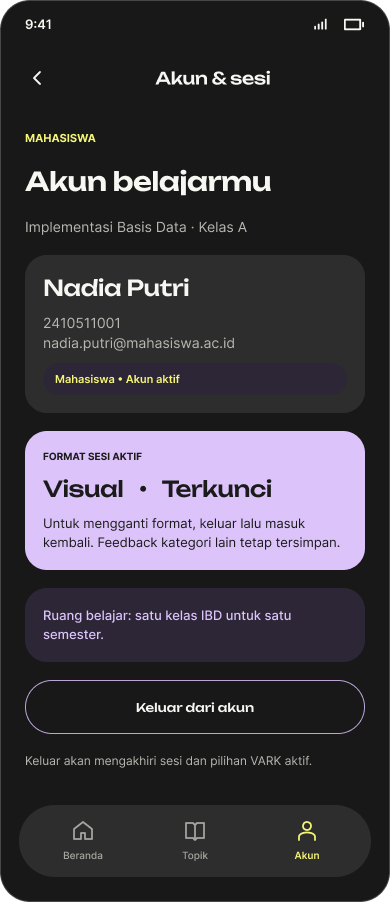 9:41
Akun & sesi
MAHASISWA
Akun belajarmu
Implementasi Basis Data · Kelas A
Nadia Putri
2410511001
nadia.putri@mahasiswa.ac.id
Mahasiswa • Akun aktif
FORMAT SESI AKTIF
Visual • Terkunci
Untuk mengganti format, keluar lalu masuk
kembali. Feedback kategori lain tetap tersimpan.
Ruang belajar: satu kelas IBD untuk satu
semester.
Keluar dari akun
Keluar akan mengakhiri sesi dan pilihan VARK aktif.
Beranda
Topik
Akun